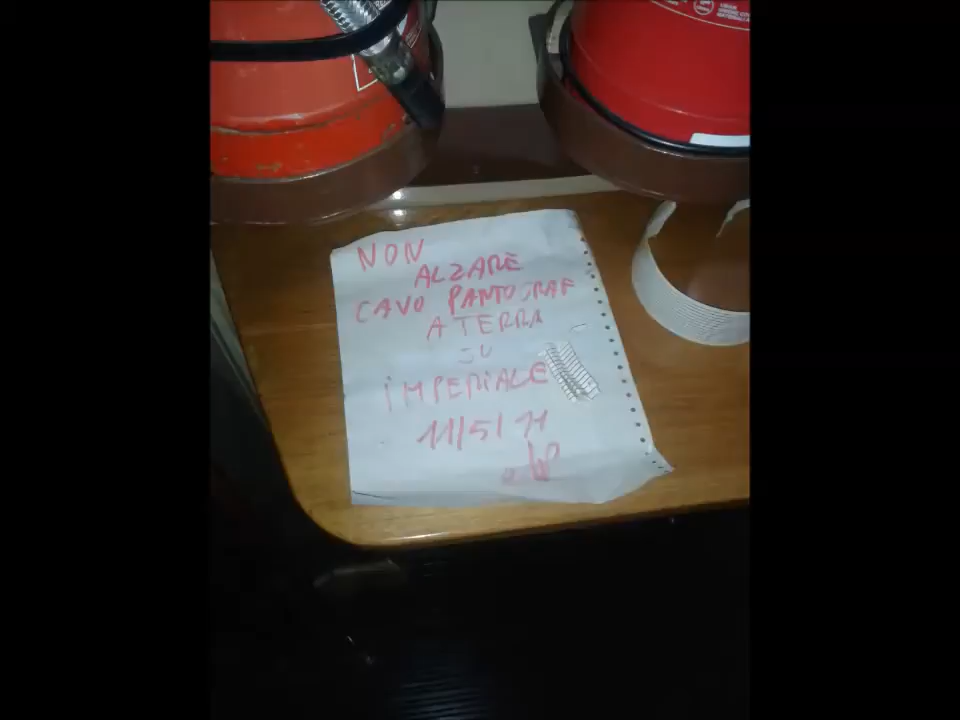 NON
ALZARE
CAVO PANTOGRAF
A TERRA
SU
IMPERIALE
11/5/11